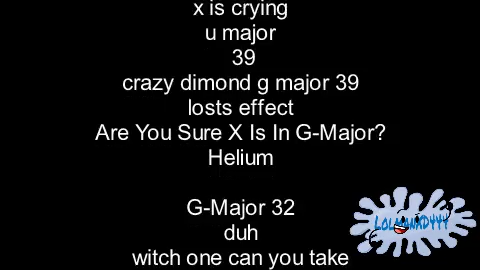 x is crying
u major
39
crazy dimond g major 39
losts effect
Are You Sure X Is In G-Major?
Helium
G-Major 32
duh
witch one can you take